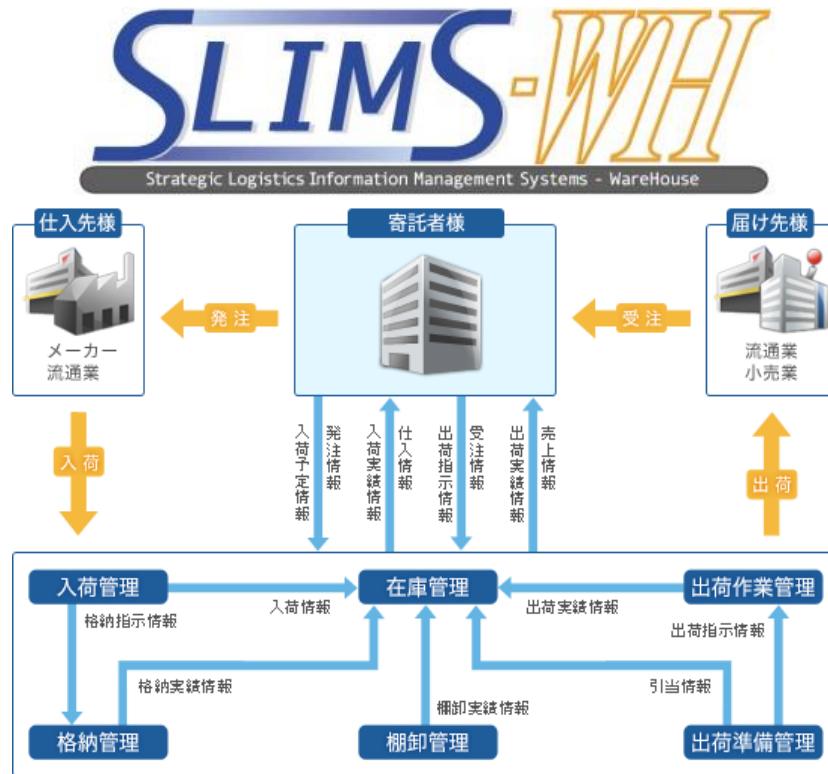 SLIMS-WH
Strategic Logistics Information Management Systems - WareHouse
仕入先様
寄託者様
届け先様
発注
受注
メーカー
流通業
流通業
小売業
入荷
発注情報
入荷予定情報
仕入情報
入荷実績情報
受注情報
出荷指示情報
売上情報
出荷実績情報
出荷
入荷管理
在庫管理
出荷作業管理
入荷情報
出荷実績情報
格納指示情報
出荷指示情報
格納実績情報
引当情報
棚卸実績情報
格納管理
棚卸管理
出荷準備管理